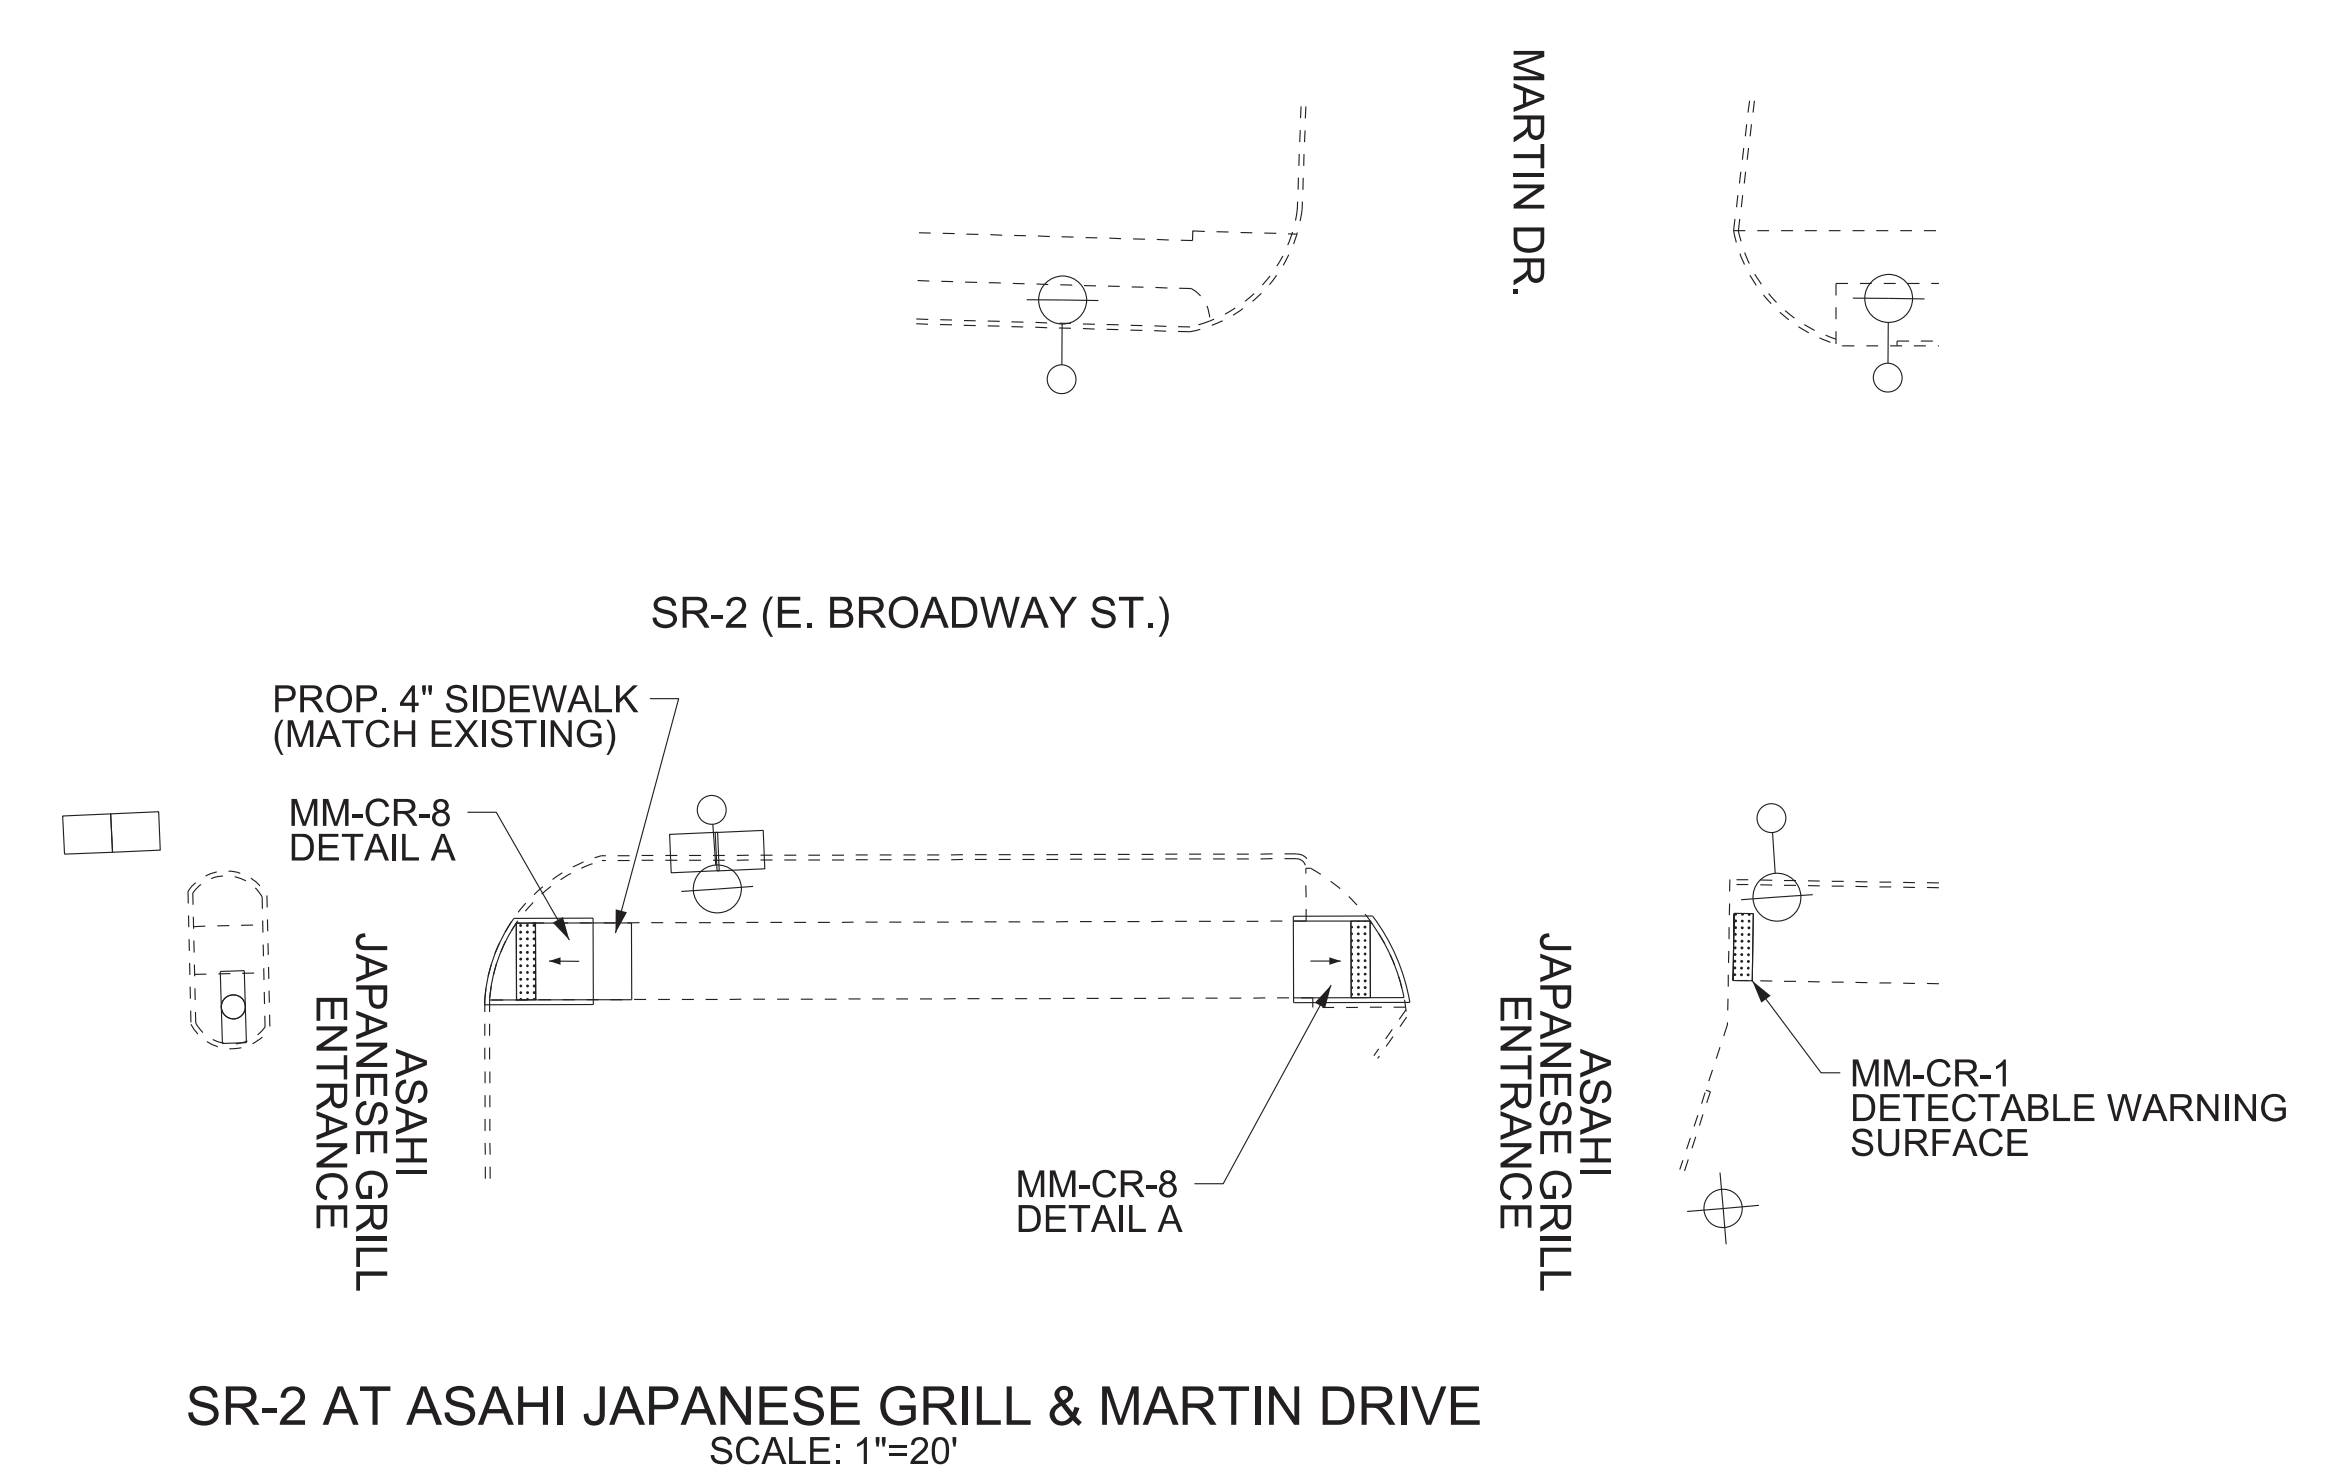 MARTIN DR.
SR-2 (E. BROADWAY ST.)
PROP. 4" SIDEWALK
(MATCH EXISTING)
MM-CR-8
DETAIL A
ASAHI
JAPANESE GRILL
ENTRANCE
MM-CR-8
DETAIL A
ASAHI
JAPANESE GRILL
ENTRANCE
MM-CR-1
DETECTABLE WARNING
SURFACE
SR-2 AT ASAHI JAPANESE GRILL & MARTIN DRIVE
SCALE: 1"=20'